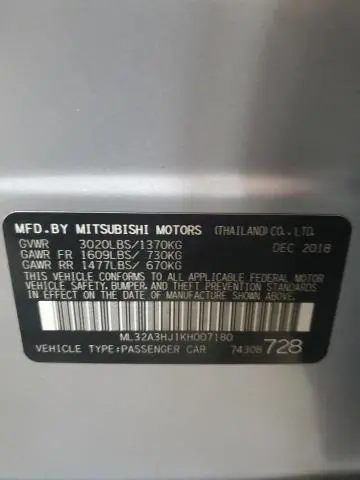 MFD.BY MITSUBISHI MOTORS (THAILAND)CO.,LTD.
GVWR 3020LBS/1370KG DEC 2018
GAWR FR 1609LBS/ 730KG
GAWR RR 1477LBS/ 670KG
THIS VEHICLE CONFORMS TO ALL APPLICABLE FEDERAL MOTOR
VEHICLE SAFETY,BUMPER,AND THEFT PREVENTION STANDARDS IN
EFFECT ON THE DATE OF MANUFACTURE SHOWN ABOVE.
ML32A3HJ1KH007180
VEHICLE TYPE:PASSENGER CAR 74308 728